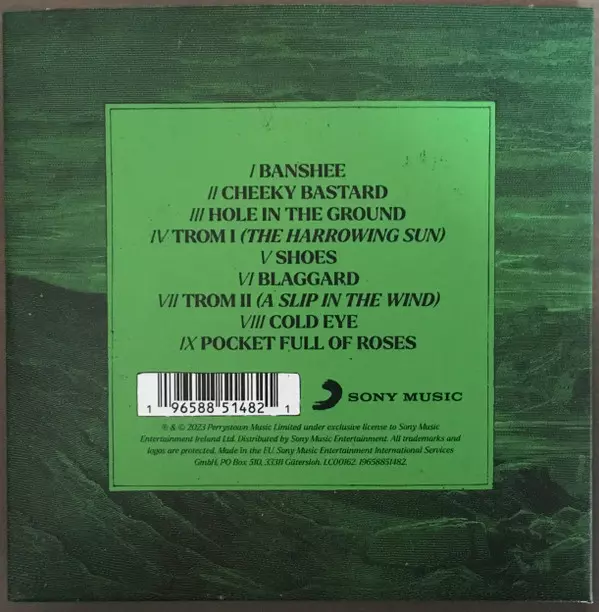 I BANSHEE
II CHEEKY BASTARD
III HOLE IN THE GROUND
IV TROM I (THE HARROWING SUN)
V SHOES
VI BLAGGARD
VII TROM II (A SLIP IN THE WIND)
VIII COLD EYE
IX POCKET FULL OF ROSES
1 96588 51482 1
SONY MUSIC
℗ & © 2023 Perrystown Music Limited under exclusive license to Sony Music
Entertainment Ireland Ltd. Distributed by Sony Music Entertainment. All trademarks and
logos are protected. Made in the EU. Sony Music Entertainment International Services
GmbH, PO Box 510, 33311 Gütersloh. LC00162. 19658851482.